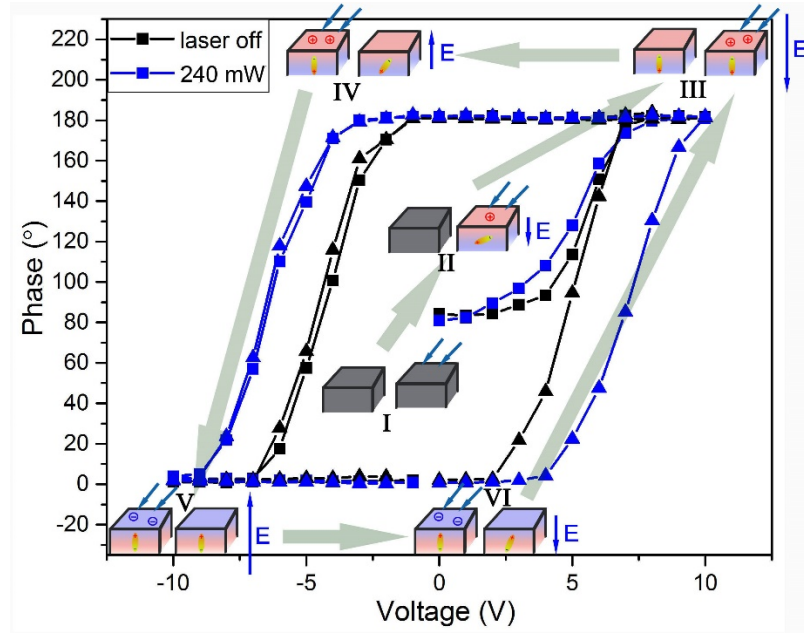 laser off
240 mW
IV
E
III
E
II
E
I
V
E
VI
E
220
200
180
160
140
120
100
80
60
40
20
0
-20
Phase (°)
-10
-5
0
5
10
Voltage (V)